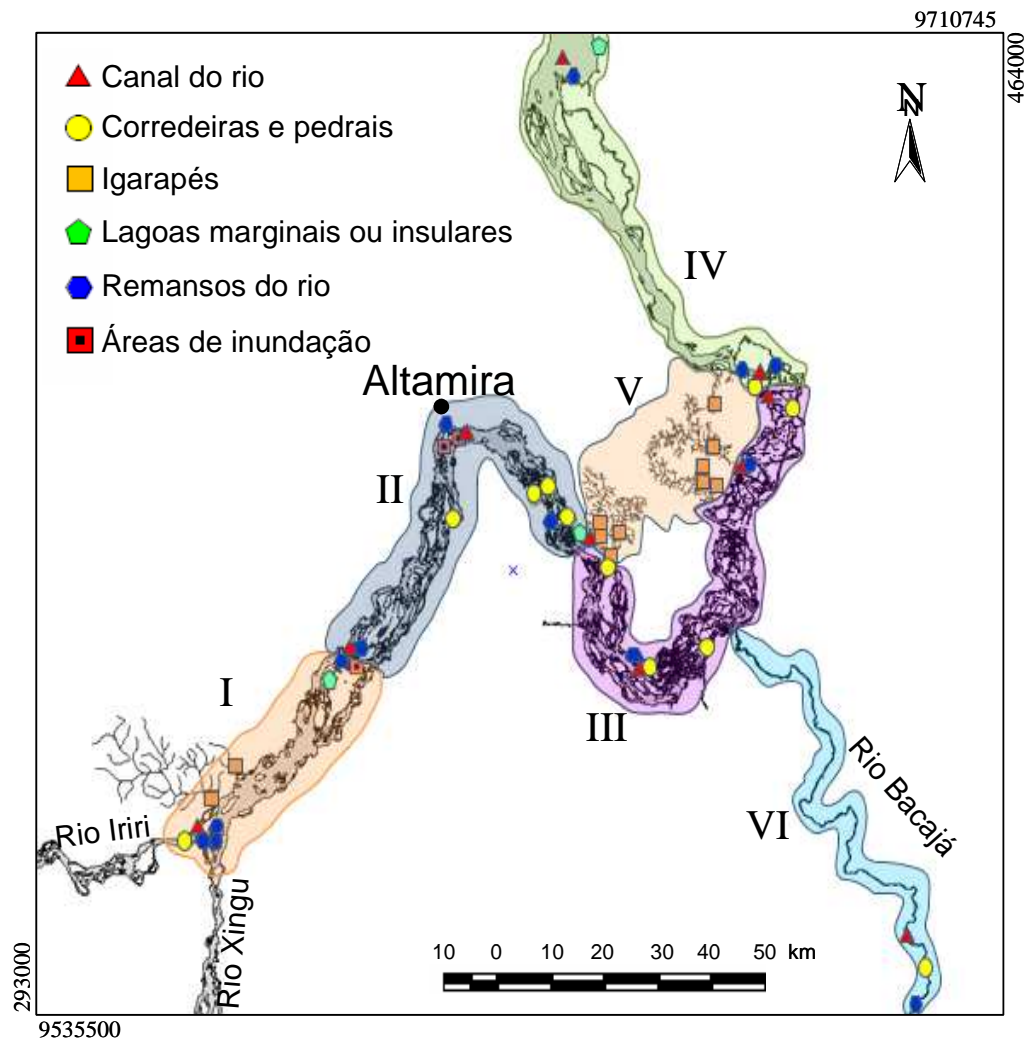 9710745
464000
N
Canal do rio
Corredeiras e pedrais
Igarapés
Lagoas marginais ou insulares
Remansos do rio
Áreas de inundação
IV
Altamira
V
II
I
III
Rio Bacajá
VI
Rio Iriri
Rio Xingu
10 0 10 20 30 40 50 km
293000
9535500